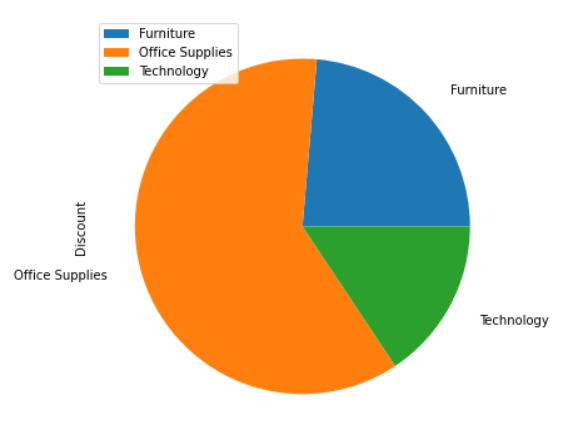 Furniture
Office Supplies
Technology
Furniture
Discount
Office Supplies
Technology